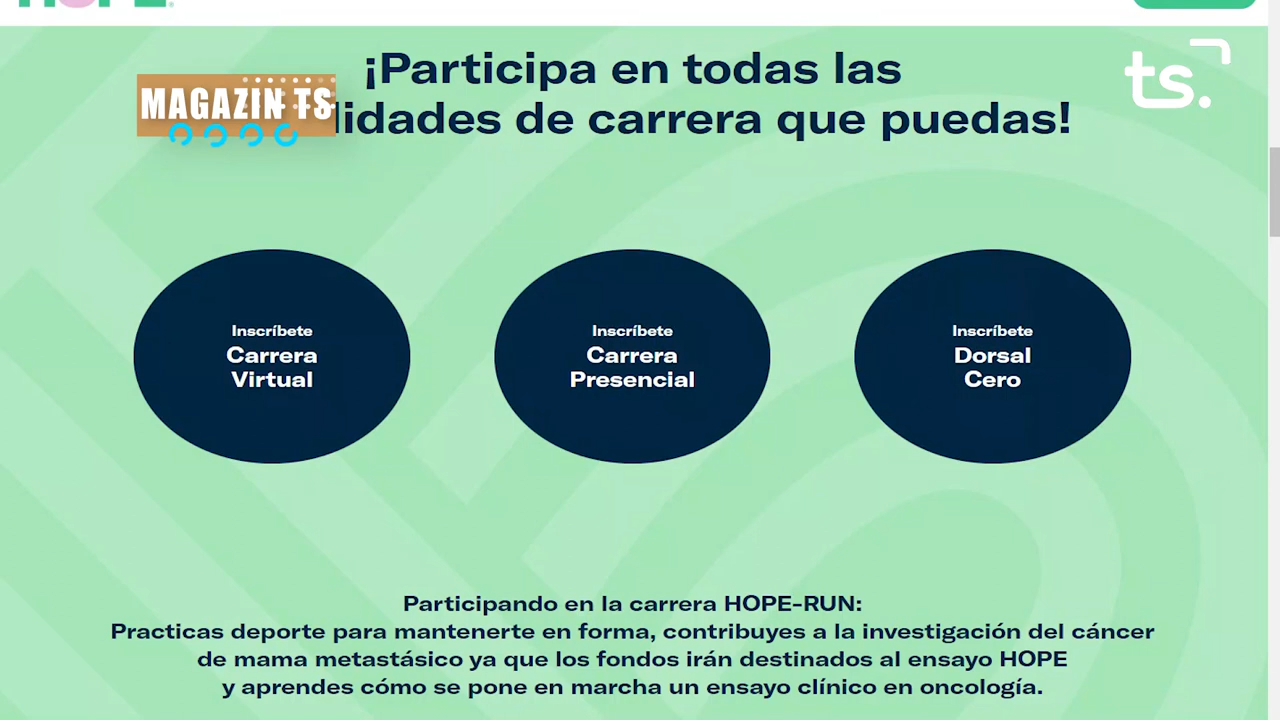 ¡Participa en todas las
MAGAZÍN TS
ts.
lidades de carrera que puedas!
Inscríbete
Carrera
Virtual
Inscríbete
Carrera
Presencial
Inscríbete
Dorsal
Cero
Participando en la carrera HOPE-RUN:
Practicas deporte para mantenerte en forma, contribuyes a la investigación del cáncer
de mama metastásico ya que los fondos irán destinados al ensayo HOPE
y aprendes cómo se pone en marcha un ensayo clínico en oncología.